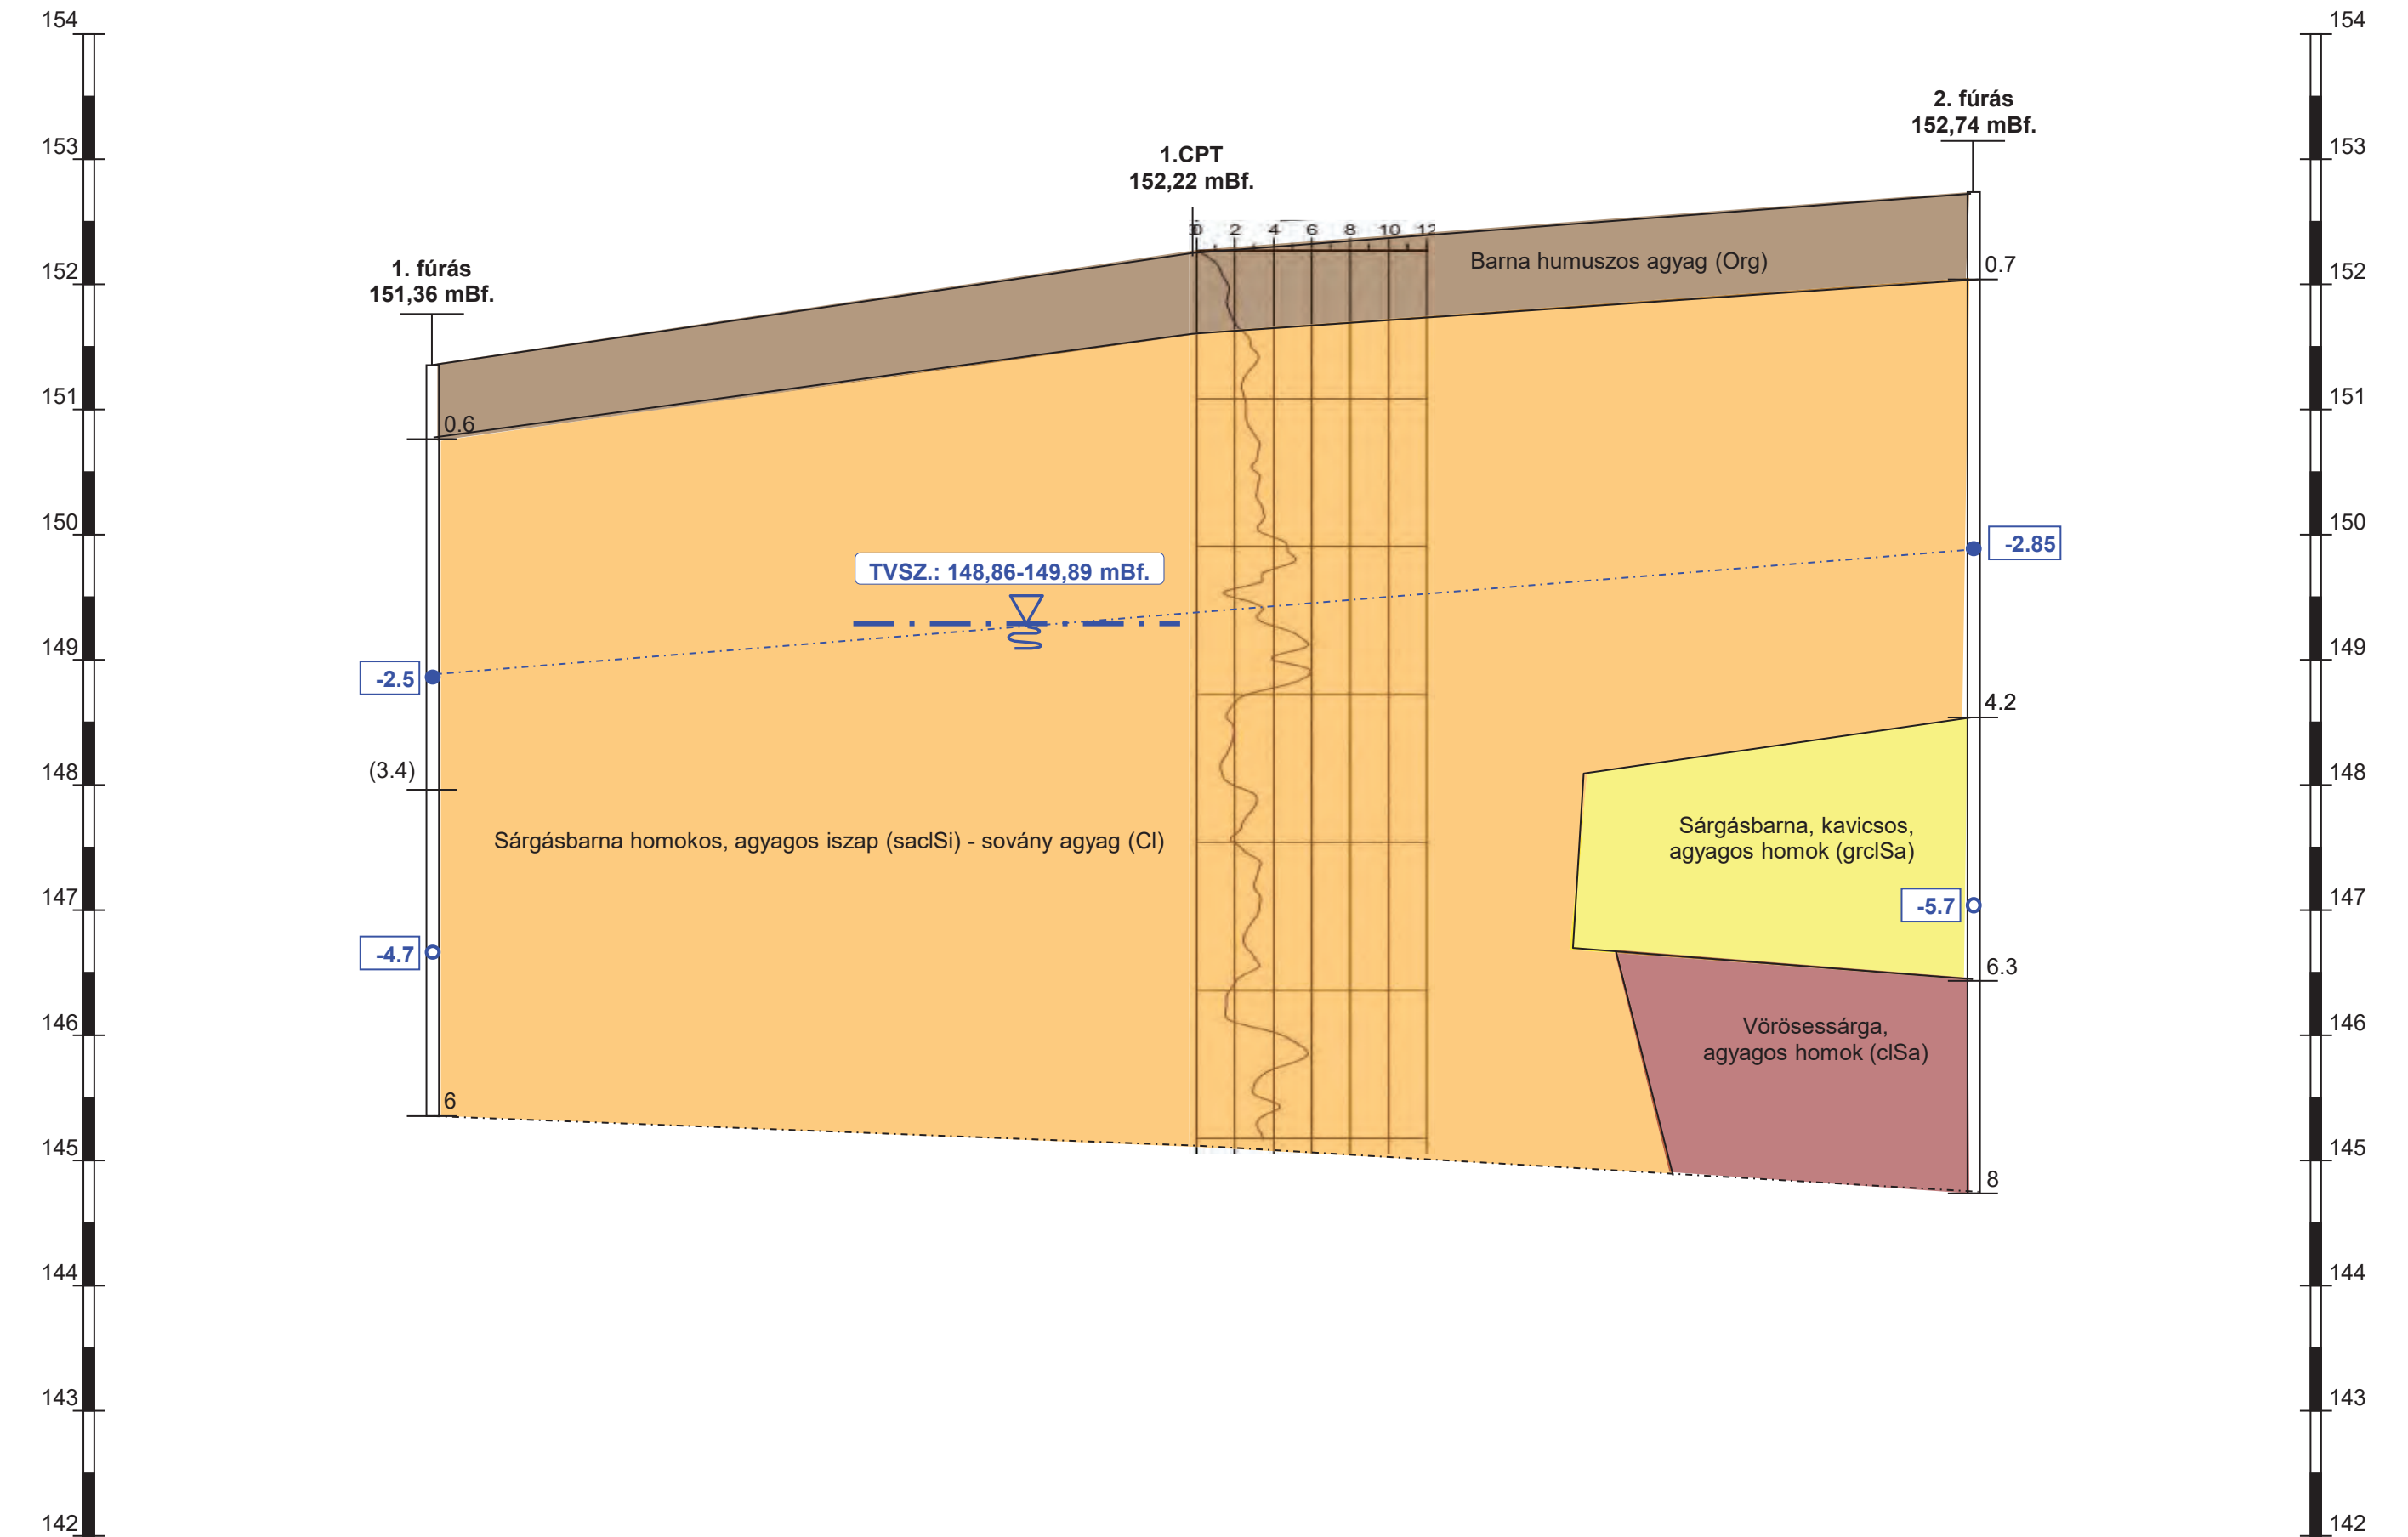 154
153
152
151
150
149
148
147
146
145
144
143
142
1. fúrás
151,36 mBf.
0.6
-2.5
(3.4)
-4.7
6
1.CPT
152,22 mBf.
0 2 4 6 8 10 12
TVSZ.: 148,86-149,89 mBf.
Sárgásbarna homokos, agyagos iszap (saclSi) - sovány agyag (Cl)
Barna humuszos agyag (Org)
2. fúrás
152,74 mBf.
0.7
-2.85
4.2
Sárgásbarna, kavicsos,
agyagos homok (grclSa)
-5.7
6.3
Vörösessárga,
agyagos homok (clSa)
8
154
153
152
151
150
149
148
147
146
145
144
143
142